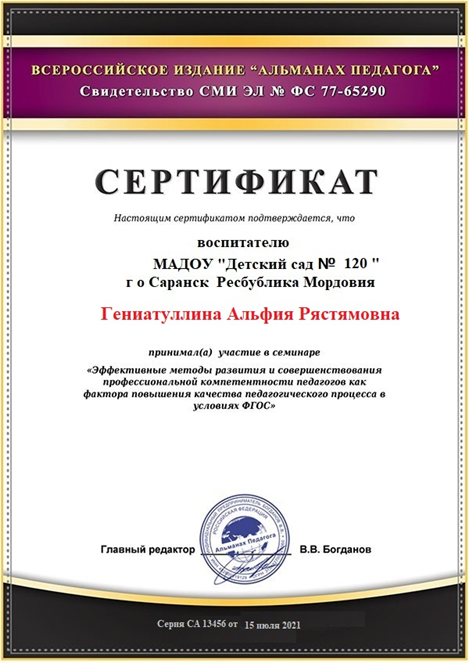 ВСЕРОССИЙСКОЕ ИЗДАНИЕ “АЛЬМАНАХ ПЕДАГОГА”
Свидетельство СМИ ЭЛ № ФС 77-65290
СЕРТИФИКАТ
Настоящим сертификатом подтверждается, что
воспитателю
МАДОУ "Детский сад № 120 "
г о Саранск Ресбублика Мордовия
Гениатуллина Альфия Рястямовна
принимал(а) участие в семинаре
«Эффективные методы развития и совершенствования
профессиональной компетентности педагогов как
фактора повышения качества педагогического процесса в
условиях ФГОС»
РОССИЙСКАЯ ФЕДЕРАЦИЯ
Альманах Педагога
Главный редактор В.В. Богданов
Серия СА 13456 от 15 июля 2021